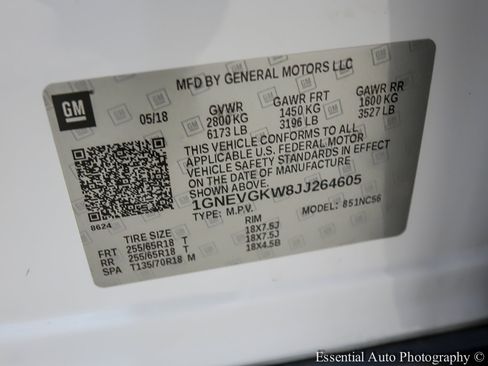 MFD BY GENERAL MOTORS LLC
GM
05/18 GVWR GAWR FRT GAWR RR
2800 KG 1450 KG 1600 KG
6173 LB 3196 LB 3527 LB
THIS VEHICLE CONFORMS TO ALL
APPLICABLE U.S. FEDERAL MOTOR
VEHICLE SAFETY STANDARDS IN EFFECT
ON THE DATE OF MANUFACTURE
SHOWN ABOVE.
1GNEVGKW8JJ264605
TYPE: M.P.V. MODEL: 851NC56
8624
TIRE SIZE RIM
FRT 255/65R18 T 18X7.5J
RR 255/65R18 T 18X7.5J
SPA T135/70R18 M 18X4.5B
Essential Auto Photography ©